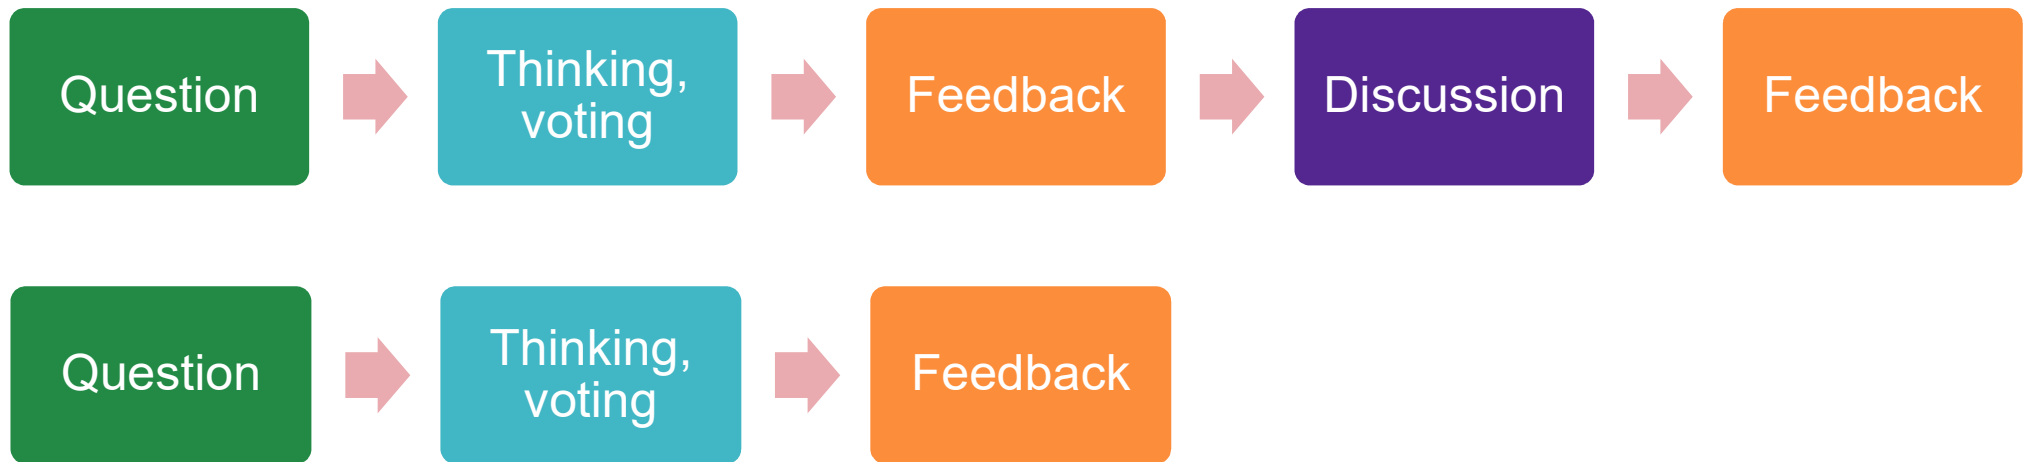 Question
Thinking,
voting
Feedback
Discussion
Feedback
Question
Thinking,
voting
Feedback